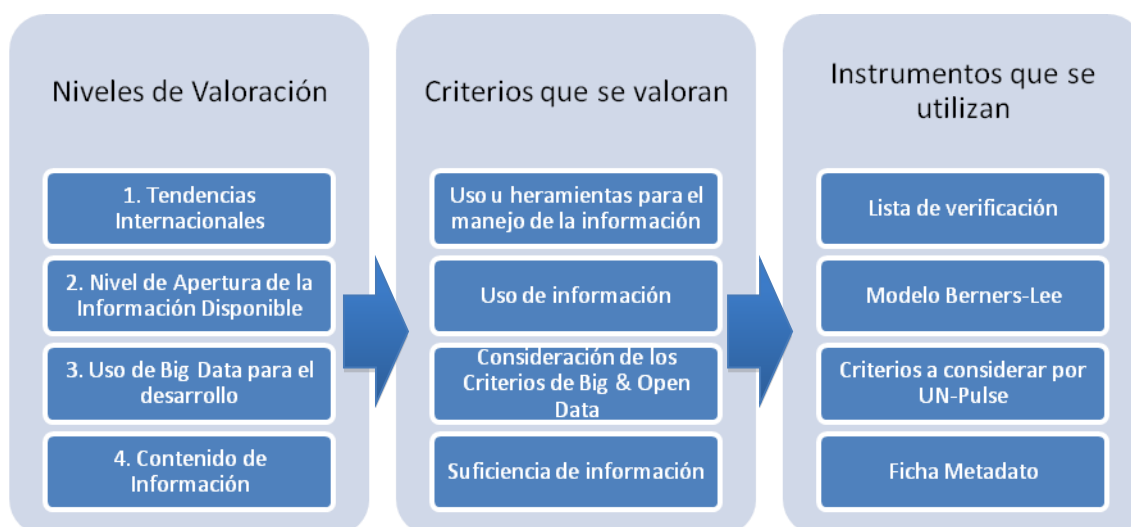 Niveles de Valoración
1. Tendencias
Internacionales
2. Nivel de Apertura de la
Información Disponible
3. Uso de Big Data para el
desarrollo
4. Contenido de
Información
Criterios que se valoran
Uso u heramientas para el
manejo de la información
Uso de información
Consideración de los
Criterios de Big & Open
Data
Suficiencia de información
Instrumentos que se
utilizan
Lista de verificación
Modelo Berners-Lee
Criterios a considerar por
UN-Pulse
Ficha Metadato